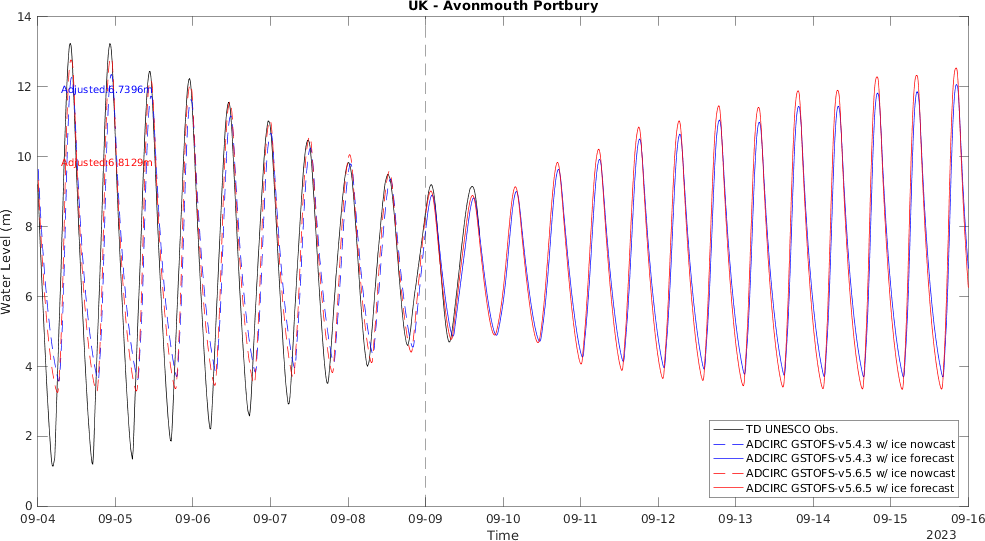 UK - Avonmouth Portbury
14
12
10
8
6
4
2
0
Water Level (m)
Adjusted 6.7396m
Adjusted 6.8129m
TD UNESCO Obs.
ADCIRC GSTOFS-v5.4.3 w/ ice nowcast
ADCIRC GSTOFS-v5.4.3 w/ ice forecast
ADCIRC GSTOFS-v5.6.5 w/ ice nowcast
ADCIRC GSTOFS-v5.6.5 w/ ice forecast
09-04 09-05 09-06 09-07 09-08 09-09 09-10 09-11 09-12 09-13 09-14 09-15 09-16
Time
2023